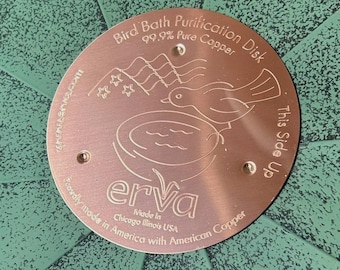 Bird Bath Purification Disk
99.9% Pure Copper
This Side Up
erva
Made In
Chicago Illinois USA
Proudly made in America with American Copper